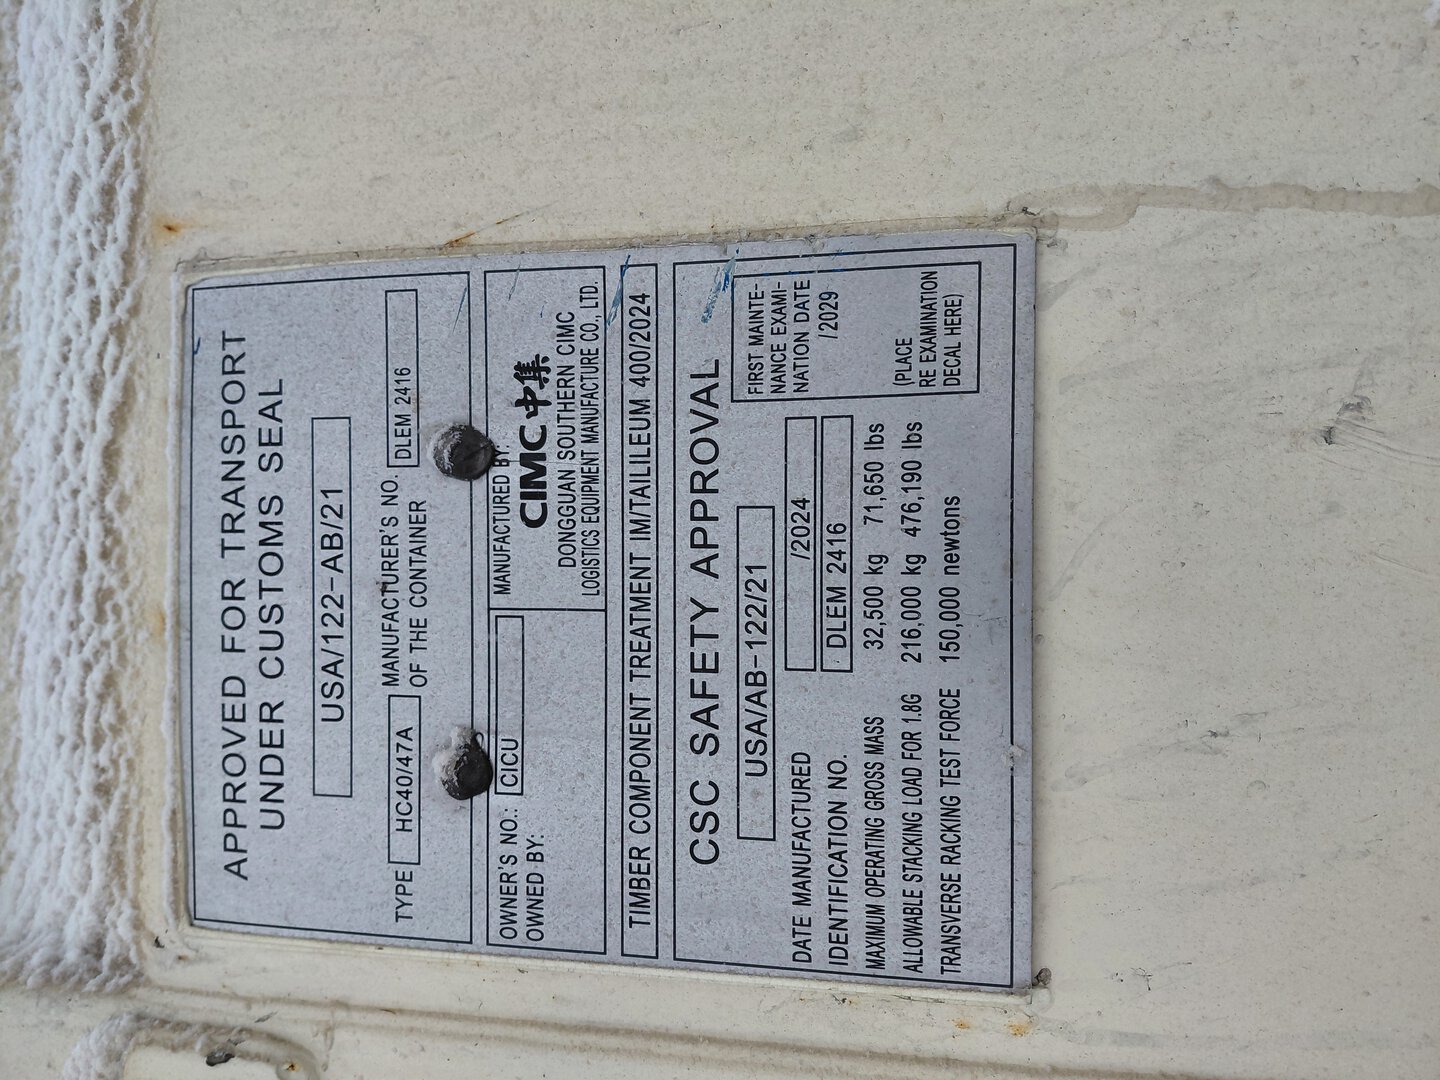 APPROVED FOR TRANSPORT
UNDER CUSTOMS SEAL
USA/122-AB/21
TYPE HC40/47A MANUFACTURER'S NO. OF THE CONTAINER DLEM 2416
OWNER'S NO.: CICU
OWNED BY:
MANUFACTURED BY:
CIMC中集
DONGGUAN SOUTHERN CIMC
LOGISTICS EQUIPMENT MANUFACTURE CO., LTD.
TIMBER COMPONENT TREATMENT IM/TAILILEUM 400/2024
CSC SAFETY APPROVAL
USA/AB-122/21
DATE MANUFACTURED /2024
IDENTIFICATION NO. DLEM 2416
MAXIMUM OPERATING GROSS MASS 32,500 kg 71,650 lbs
ALLOWABLE STACKING LOAD FOR 1.8G 216,000 kg 476,190 lbs
TRANSVERSE RACKING TEST FORCE 150,000 newtons
FIRST MAINTE-
NANCE EXAMI-
NATION DATE
/2029
(PLACE
RE EXAMINATION
DECAL HERE)